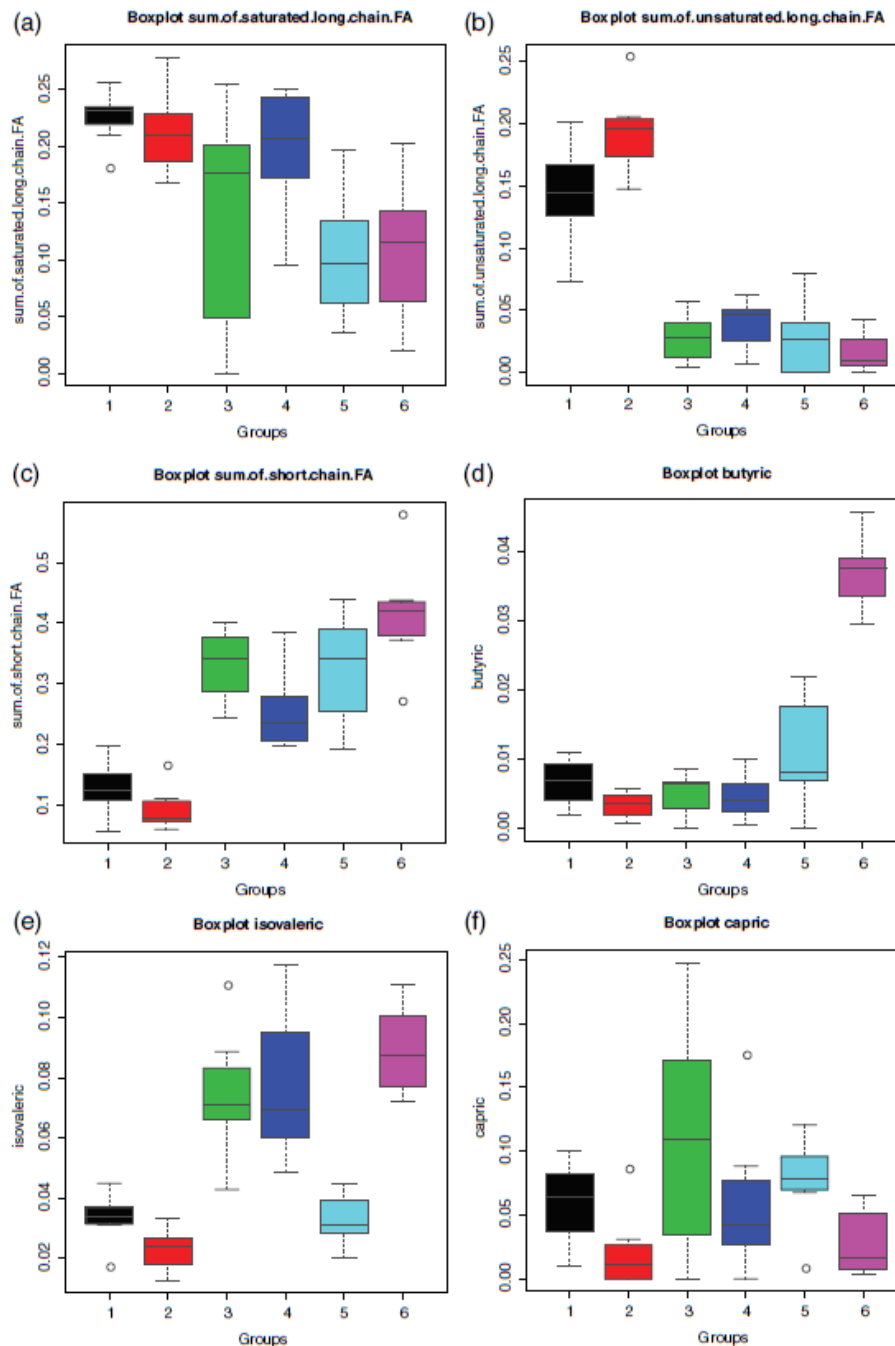 (a)
Boxplot sum.of.saturated.long.chain.FA
sum.of.saturated.long.chain.FA
0.00 0.05 0.10 0.15 0.20 0.25
1 2 3 4 5 6
Groups
(b)
Boxplot sum.of.unsaturated.long.chain.FA
sum.of.unsaturated.long.chain.FA
0.00 0.05 0.10 0.15 0.20 0.25
1 2 3 4 5 6
Groups
(c)
Boxplot sum.of.short.chain.FA
sum.of.short.chain.FA
0.1 0.2 0.3 0.4 0.5
1 2 3 4 5 6
Groups
(d)
Boxplot butyric
butyric
0.00 0.01 0.02 0.03 0.04
1 2 3 4 5 6
Groups
(e)
Boxplot isovaleric
isovaleric
0.02 0.04 0.06 0.08 0.10 0.12
1 2 3 4 5 6
Groups
(f)
Boxplot capric
capric
0.00 0.05 0.10 0.15 0.20 0.25
1 2 3 4 5 6
Groups